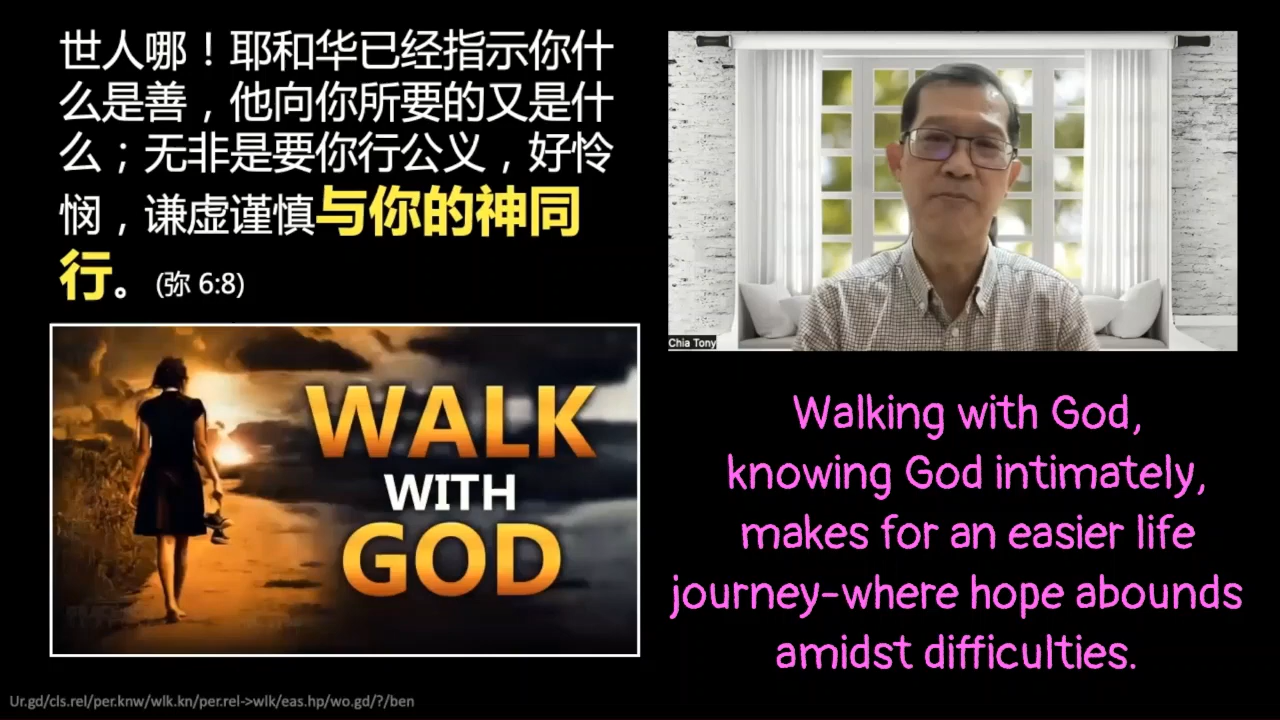 世人哪！耶和华已经指示你什
么是善，他向你所要的又是什
么；无非是要你行公义，好怜
悯，谦虚谨慎与你的神同
行。(弥 6:8)
WALK
WITH
GOD
Chia Tony
Walking with God,
knowing God intimately,
makes for an easier life
journey-where hope abounds
amidst difficulties.
Ur.gd/cls.rel/per.knw/wlk.kn/per.rel->wlk/eas.hp/wo.gd/?/ben